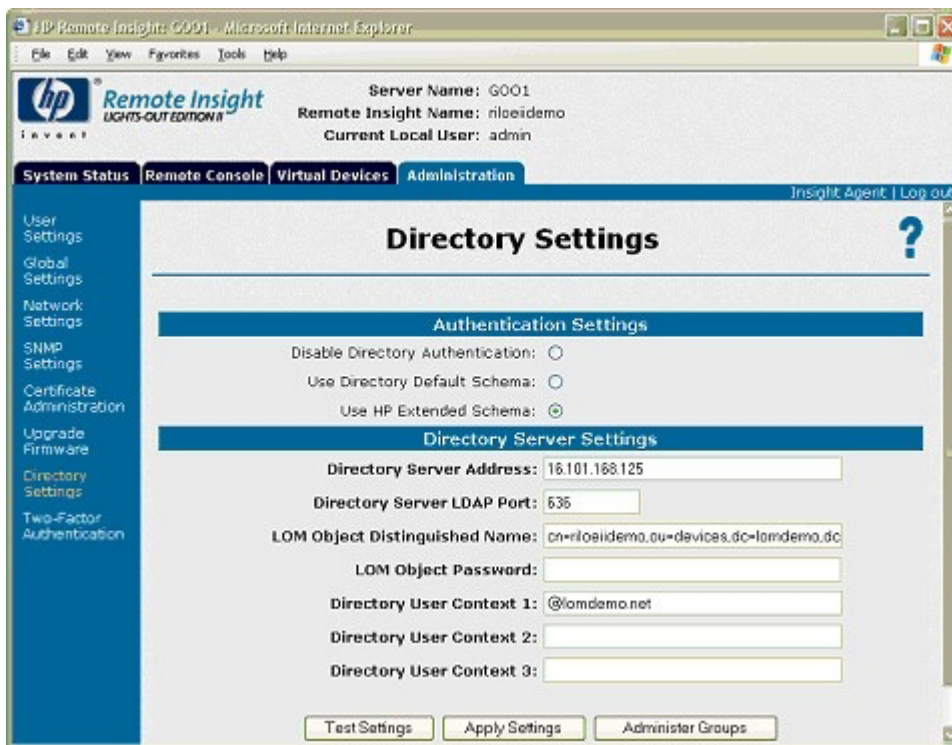 HP Remote Insight: GOO1 - Microsoft Internet Explorer
File Edit View Favorites Tools Help
hp
invent
Remote Insight
LIGHTS-OUT EDITION II
Server Name: GOO1
Remote Insight Name: riloeiidemo
Current Local User: admin
System Status Remote Console Virtual Devices Administration
Insight Agent | Log out
User
Settings
Global
Settings
Network
Settings
SNMP
Settings
Certificate
Administration
Upgrade
Firmware
Directory
Settings
Two-Factor
Authentication
Directory Settings
?
Authentication Settings
Disable Directory Authentication:
Use Directory Default Schema:
Use HP Extended Schema:
Directory Server Settings
Directory Server Address: 16.101.168.125
Directory Server LDAP Port: 636
LOM Object Distinguished Name: cn=riloeiidemo,ou=devices,dc=lomdemo,dc
LOM Object Password:
Directory User Context 1: @lomdemo.net
Directory User Context 2:
Directory User Context 3:
Test Settings Apply Settings Administer Groups